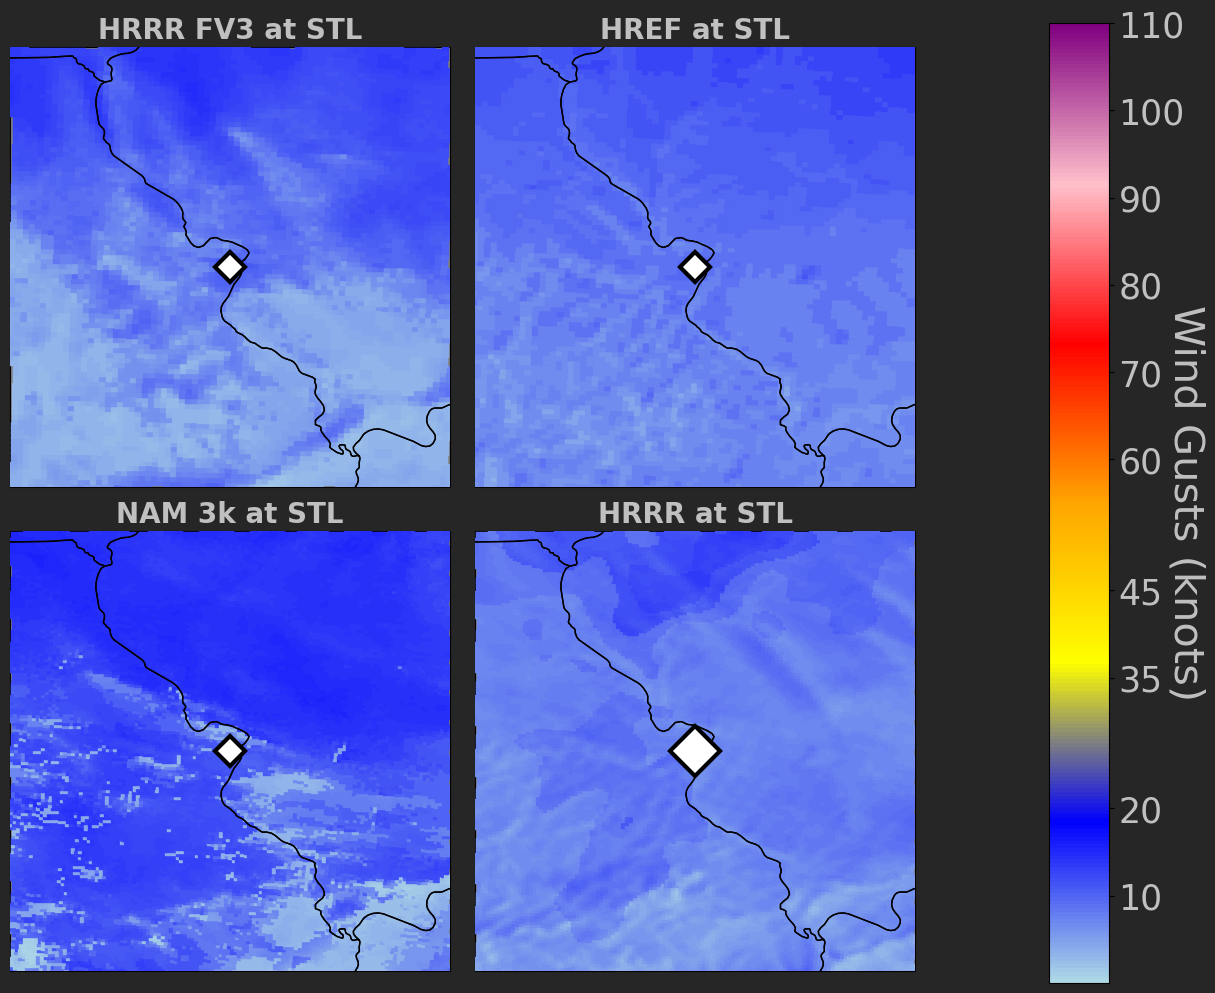 HRRR FV3 at STL
HREF at STL
NAM 3k at STL
HRRR at STL
110
100
90
80
70
60
45
35
20
10
Wind Gusts (knots)